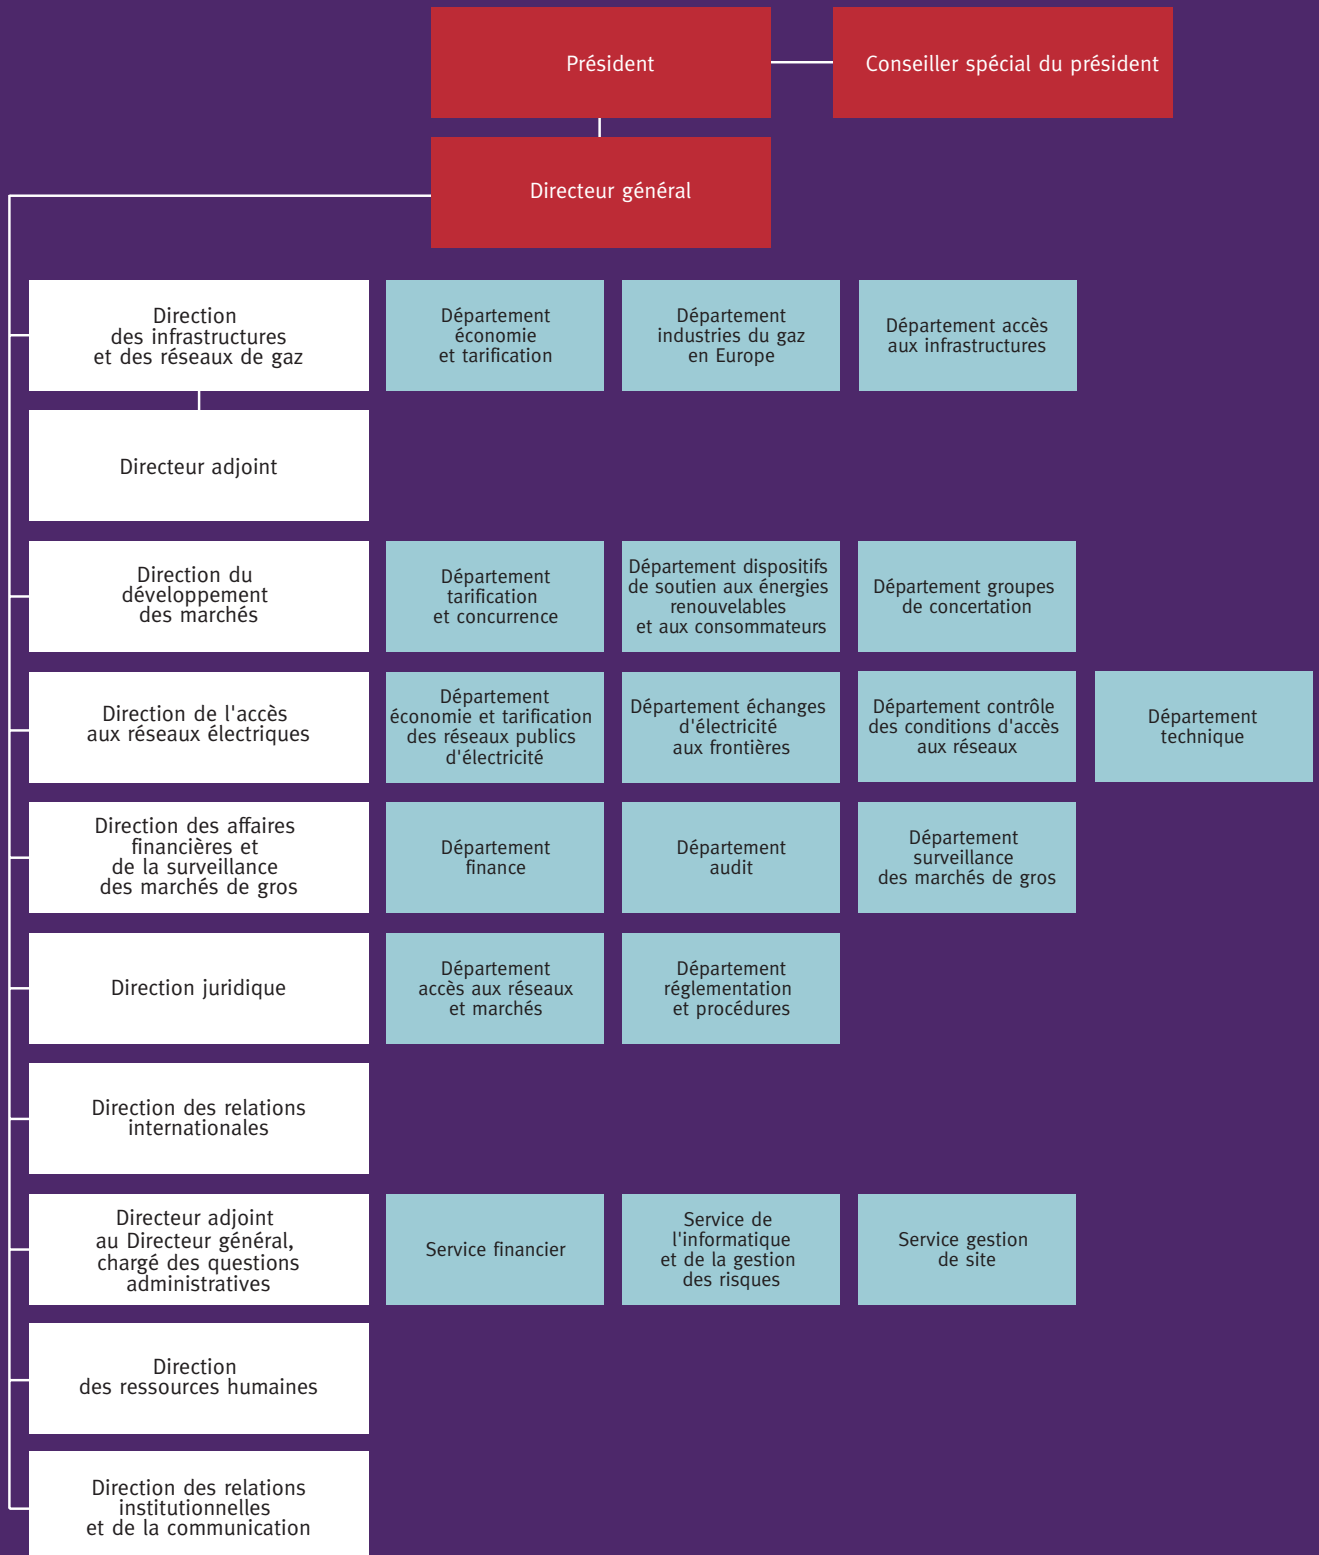 Président
Conseiller spécial du président
Directeur général
Direction
des infrastructures
et des réseaux de gaz
Département
économie
et tarification
Département
industries du gaz
en Europe
Département accès
aux infrastructures
Directeur adjoint
Direction du
développement
des marchés
Département
tarification
et concurrence
Département dispositifs
de soutien aux énergies
renouvelables
et aux consommateurs
Département groupes
de concertation
Direction de l'accès
aux réseaux électriques
Département
économie et tarification
des réseaux publics
d'électricité
Département échanges
d'électricité
aux frontières
Département contrôle
des conditions d'accès
aux réseaux
Département
technique
Direction des affaires
financières et
de la surveillance
des marchés de gros
Département
finance
Département
audit
Département
surveillance
des marchés de gros
Direction juridique
Département
accès aux réseaux
et marchés
Département
réglementation
et procédures
Direction des relations
internationales
Directeur adjoint
au Directeur général,
chargé des questions
administratives
Service financier
Service de
l'informatique
et de la gestion
des risques
Service gestion
de site
Direction
des ressources humaines
Direction des relations
institutionnelles
et de la communication